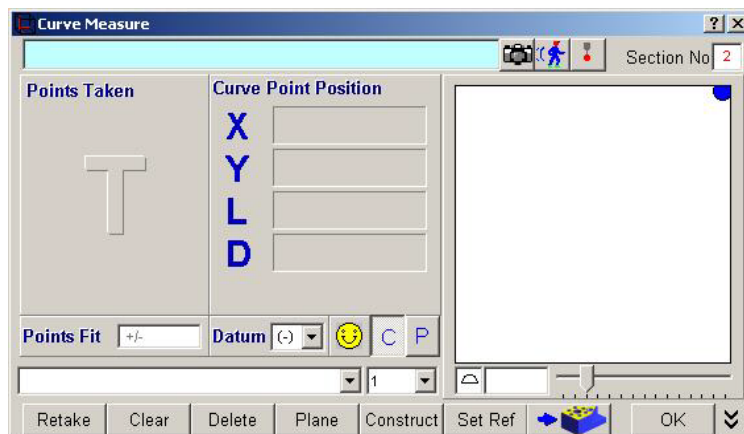 Curve Measure
Section No 2
Points Taken
Curve Point Position
T
X
Y
L
D
Points Fit +/-
Datum (-) C P
1
Retake Clear Delete Plane Construct Set Ref OK